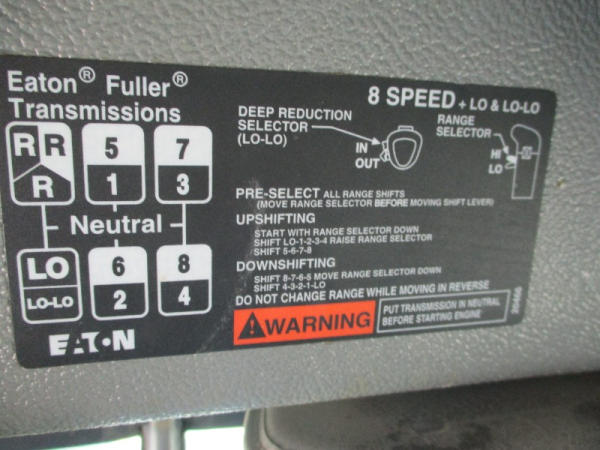 Eaton® Fuller®
Transmissions
R R
R
5
1
7
3
Neutral
LO
LO-LO
6
2
8
4
EATON
8 SPEED + LO & LO-LO
DEEP REDUCTION
SELECTOR
(LO-LO)
IN
OUT
RANGE
SELECTOR
HI
LO
PRE-SELECT ALL RANGE SHIFTS
(MOVE RANGE SELECTOR BEFORE MOVING SHIFT LEVER)
UPSHIFTING
START WITH RANGE SELECTOR DOWN
SHIFT LO-1-2-3-4 RAISE RANGE SELECTOR
SHIFT 5-6-7-8
DOWNSHIFTING
SHIFT 8-7-6-5 MOVE RANGE SELECTOR DOWN
SHIFT 4-3-2-1-LO
DO NOT CHANGE RANGE WHILE MOVING IN REVERSE
WARNING
PUT TRANSMISSION IN NEUTRAL
BEFORE STARTING ENGINE